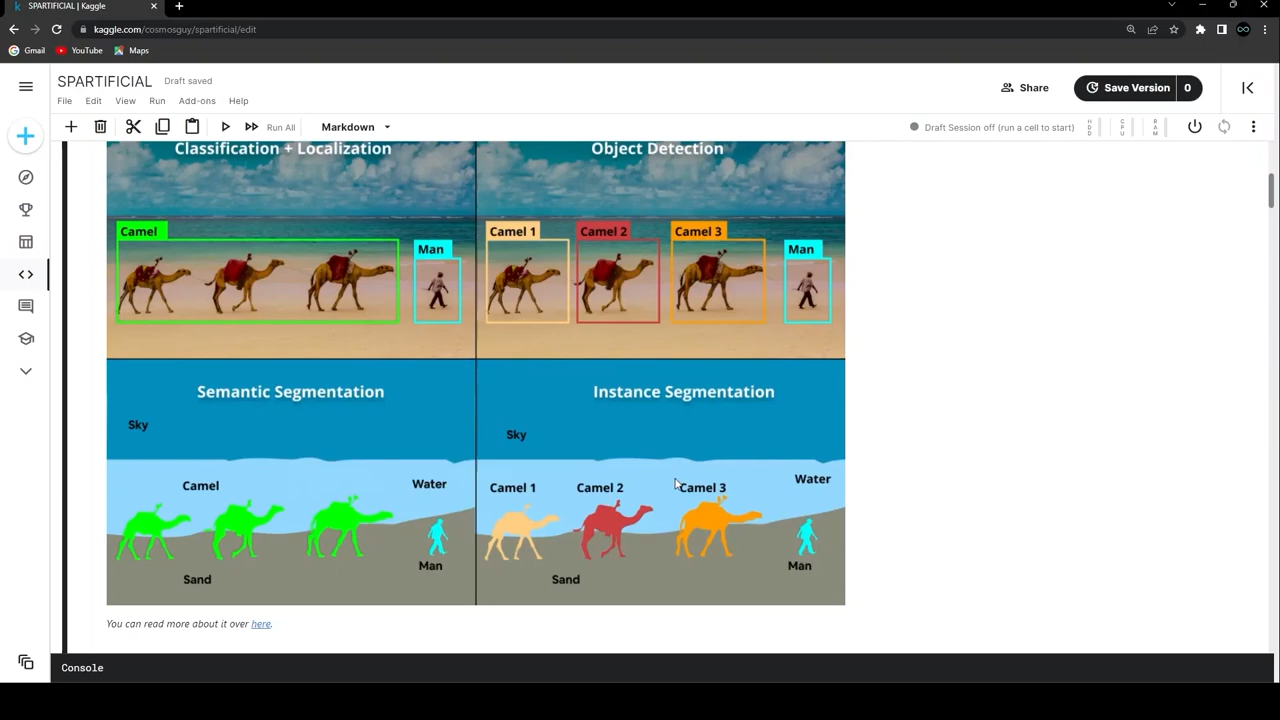 SPARTIFICIAL | Kaggle
kaggle.com/cosmosguy/spartificial/edit
Gmail YouTube Maps
SPARTIFICIAL Draft saved
File Edit View Run Add-ons Help
Share
Save Version 0
Run All Markdown
Draft Session off (run a cell to start)
HDD
CPU
RAM
Classification + Localization
Object Detection
Camel
Man
Camel 1 Camel 2 Camel 3
Man
Semantic Segmentation
Sky
Camel
Water
Man
Sand
Instance Segmentation
Sky
Camel 1 Camel 2 Camel 3
Water
Man
Sand
You can read more about it over here.
Console